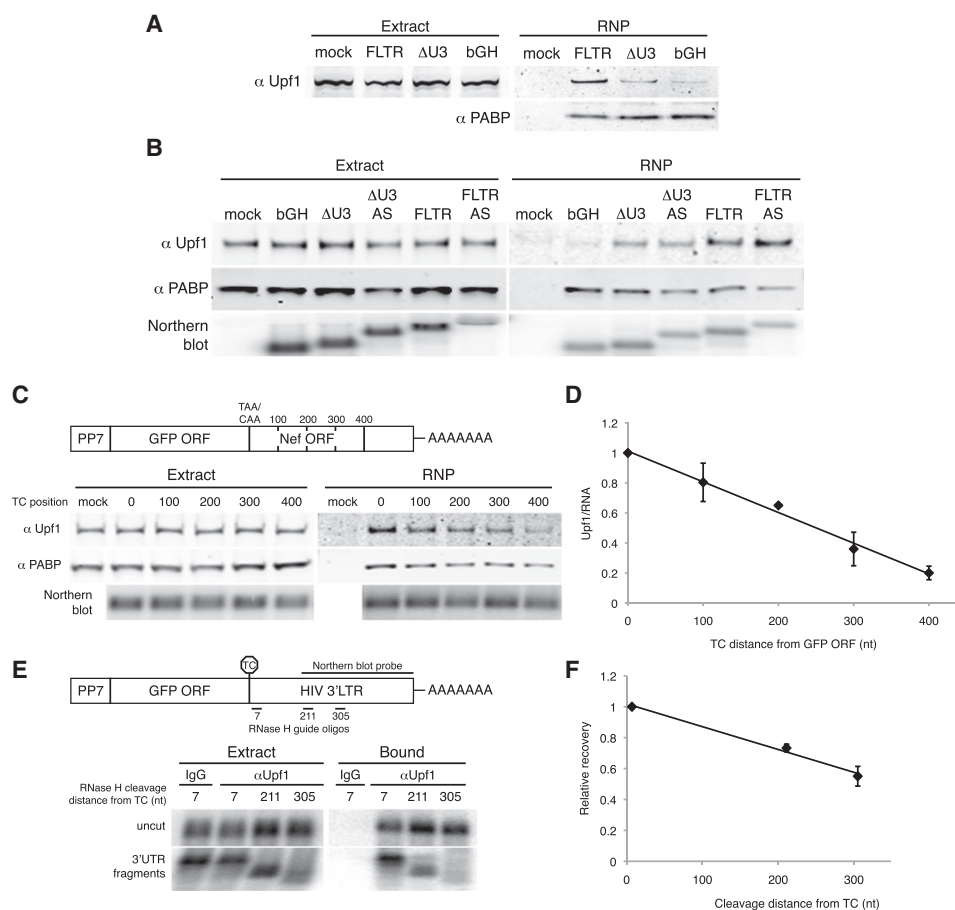 A
Extract
RNP
mock FLTR ΔU3 bGH
mock FLTR ΔU3 bGH
α Upf1
α PABP
B
Extract
RNP
mock bGH ΔU3 ΔU3 AS FLTR FLTR AS
mock bGH ΔU3 ΔU3 AS FLTR FLTR AS
α Upf1
α PABP
Northern
blot
C
TAA/
CAA 100 200 300 400
PP7 GFP ORF Nef ORF AAAAAAA
Extract
RNP
TC position mock 0 100 200 300 400
mock 0 100 200 300 400
α Upf1
α PABP
Northern
blot
D
1.2
1
0.8
0.6
0.4
0.2
0
Upf1/RNA
0 100 200 300 400
TC distance from GFP ORF (nt)
E
TC
Northern blot probe
PP7 GFP ORF HIV 3'LTR AAAAAAA
7 211 305
RNase H guide oligos
Extract
Bound
IgG αUpf1
IgG αUpf1
RNase H cleavage
distance from TC (nt)
7 7 211 305
7 7 211 305
uncut
3'UTR
fragments
F
1.2
1
0.8
0.6
0.4
0.2
0
Relative recovery
0 100 200 300
Cleavage distance from TC (nt)